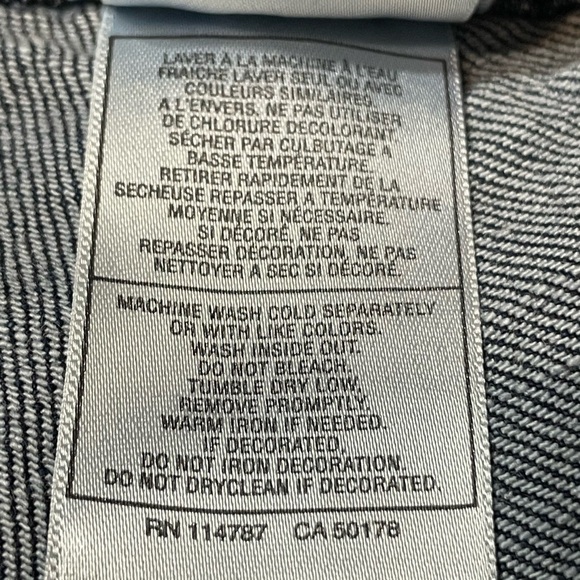 LAVER À LA MACHINE À L'EAU
FRAÎCHE LAVER SEUL OU AVEC
COULEURS SIMILAIRES.
A L'ENVERS. NE PAS UTILISER
DE CHLORURE DECOLORANT
SÉCHER PAR CULBUTAGE A
BASSE TEMPÉRATURE.
RETIRER RAPIDEMENT DE LA
SECHEUSE REPASSER A TEMPÉRATURE
MOYENNE SI NÉCESSAIRE.
SI DÉCORÉ, NE PAS
REPASSER DÉCORATION, NE PAS
NETTOYER A SEC SI DÉCORÉ.
MACHINE WASH COLD SEPARATELY
OR WITH LIKE COLORS.
WASH INSIDE OUT.
DO NOT BLEACH.
TUMBLE DRY LOW,
REMOVE PROMPTLY.
WARM IRON IF NEEDED.
IF DECORATED,
DO NOT IRON DECORATION.
DO NOT DRYCLEAN IF DECORATED.
RN 114787 CA 50178